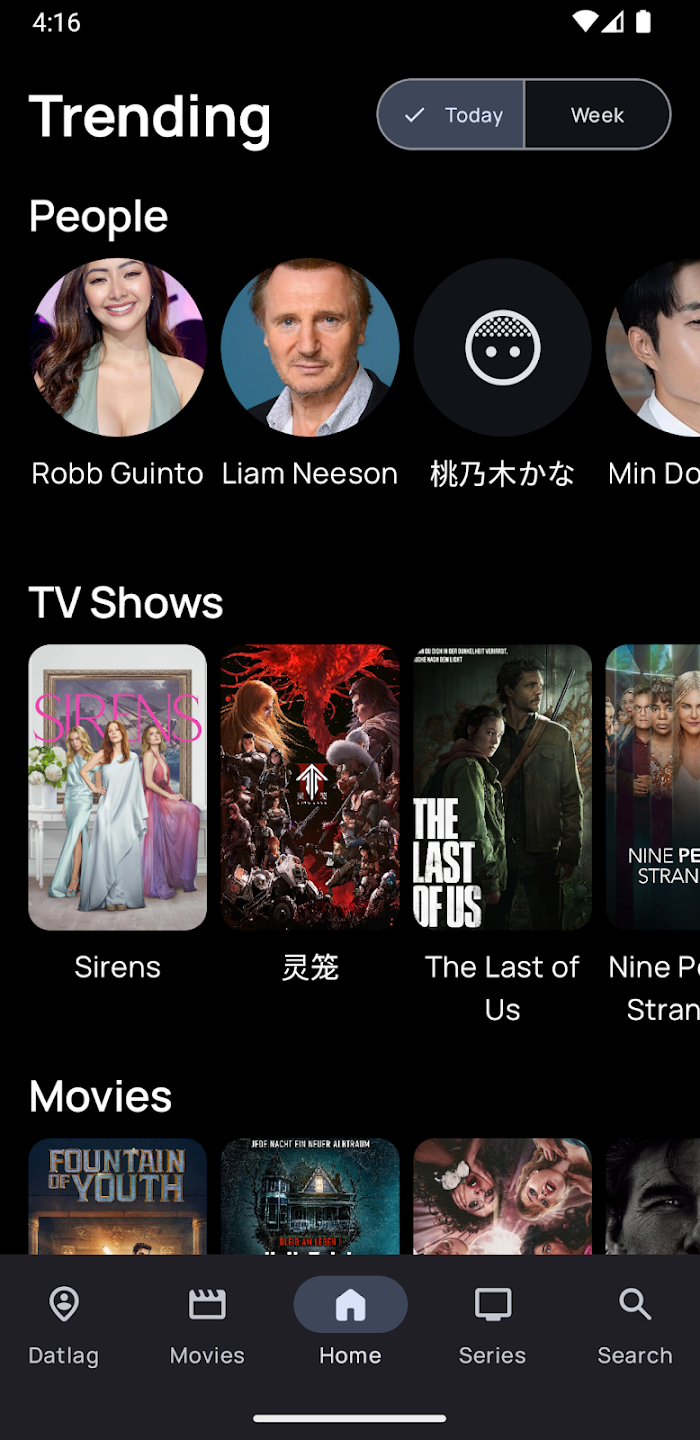 4:16
Trending
Today
Week
People
Robb Guinto
Liam Neeson
桃乃木かな
Min Do
TV Shows
SIRENS
DU DICH IN DER DUNKELHEIT VERIRRST,
SUCHE NACH DEM LIGHT
THE
LAST
OF US
NINE PE
STRAN
Sirens
灵笼
The Last of
Us
Nine Pe
Stran
Movies
FOUNTAIN
OF YOUTH
JEDE NACHT EIN NEUER ALBTRAUM
BLEIB AM LEBEN
Datlag
Movies
Home
Series
Search